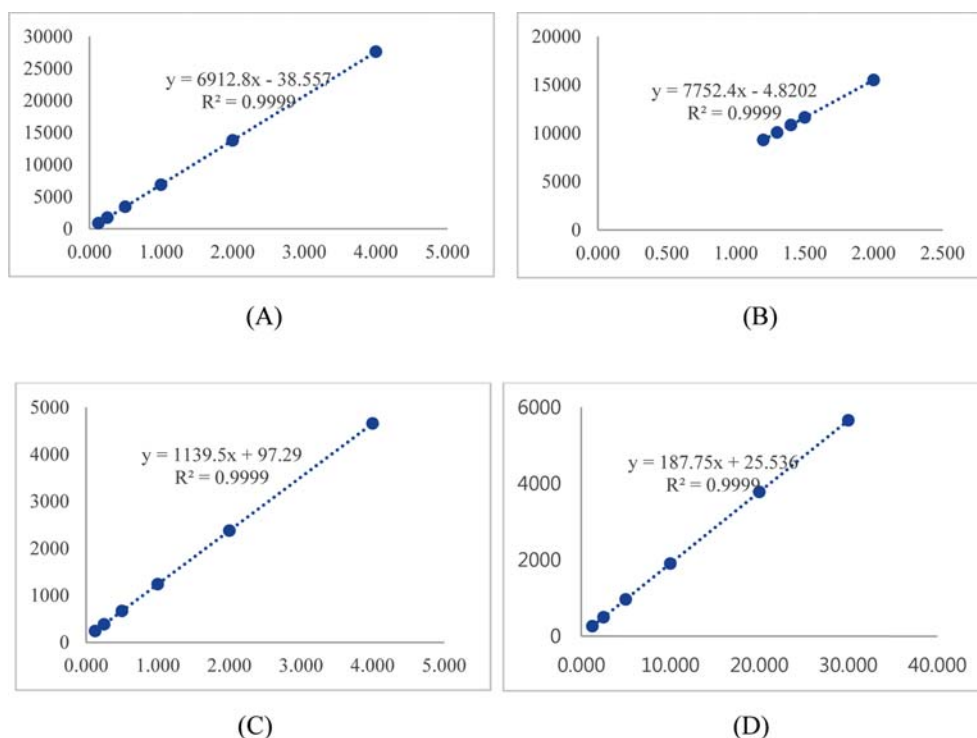 30000
25000
20000
15000
10000
5000
0
y = 6912.8x - 38.557
R² = 0.9999
0.000 1.000 2.000 3.000 4.000 5.000
(A)
20000
15000
10000
5000
0
y = 7752.4x - 4.8202
R² = 0.9999
0.000 0.500 1.000 1.500 2.000 2.500
(B)
5000
4000
3000
2000
1000
0
y = 1139.5x + 97.29
R² = 0.9999
0.000 1.000 2.000 3.000 4.000 5.000
(C)
6000
4000
2000
0
y = 187.75x + 25.536
R² = 0.9999
0.000 10.000 20.000 30.000 40.000
(D)